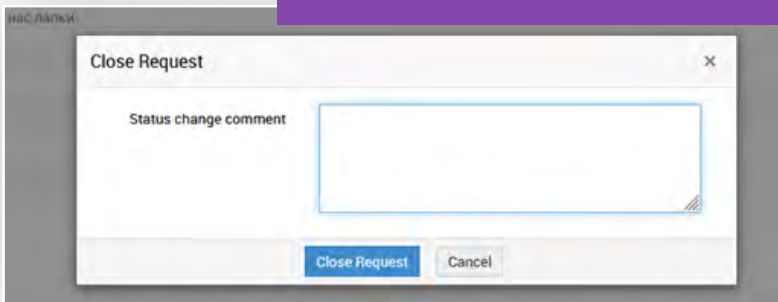 нас лапки
Close Request ×
Status change comment
Close Request Cancel